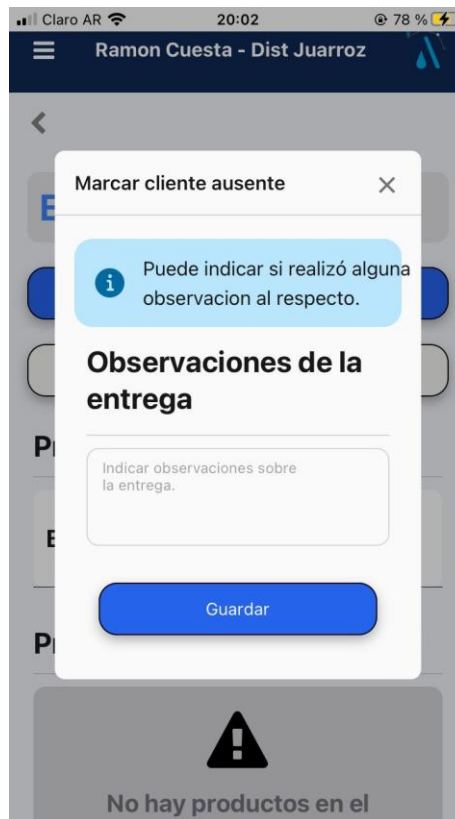 Claro AR 20:02 78 %
Ramon Cuesta - Dist Juarroz
Marcar cliente ausente
Puede indicar si realizó alguna
observacion al respecto.
Observaciones de la
entrega
Indicar observaciones sobre
la entrega.
Guardar
No hay productos en el